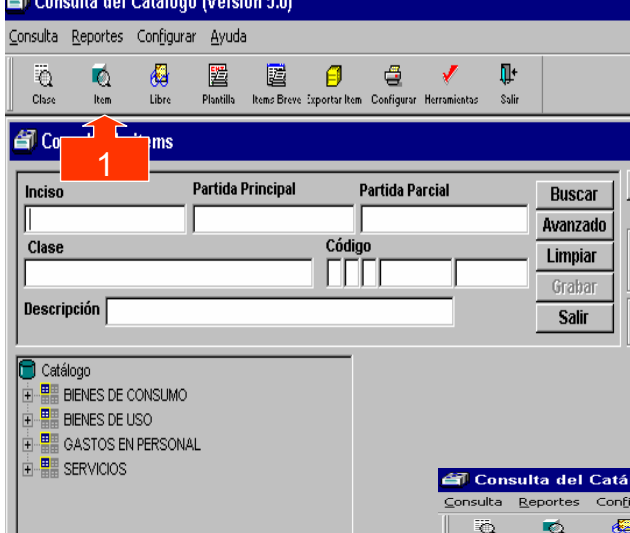 Consulta del Catálogo (Versión 5.0)
Consulta Reportes Configurar Ayuda
Clase Item Libre Plantilla Items Breve Exportar Item Configurar Herramientas Salir
1
Inciso Partida Principal Partida Parcial
Buscar
Avanzado
Clase Código
Limpiar
Grabar
Descripción
Salir
Catálogo
BIENES DE CONSUMO
BIENES DE USO
GASTOS EN PERSONAL
SERVICIOS
Consulta del Catá
Consulta Reportes Confi